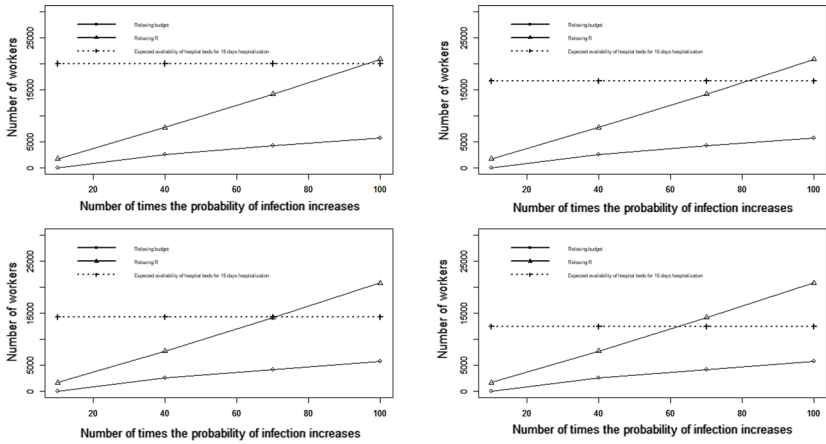 Number of workers
25000
15000
5000
0
Relaxing budget
Relaxing R
Expected availability of hospital beds for 15 days hospitalization
20 40 60 80 100
Number of times the probability of infection increases
Number of workers
25000
15000
5000
0
Relaxing budget
Relaxing R
Expected availability of hospital beds for 15 days hospitalization
20 40 60 80 100
Number of times the probability of infection increases
Number of workers
25000
15000
5000
0
Relaxing budget
Relaxing R
Expected availability of hospital beds for 15 days hospitalization
20 40 60 80 100
Number of times the probability of infection increases
Number of workers
25000
15000
5000
0
Relaxing budget
Relaxing R
Expected availability of hospital beds for 15 days hospitalization
20 40 60 80 100
Number of times the probability of infection increases